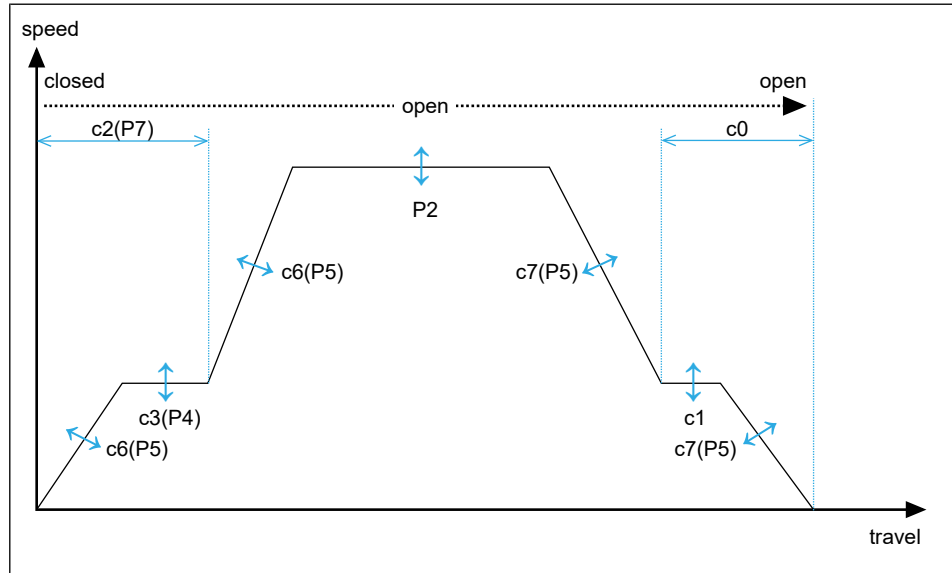 speed
closed
open
open
c2(P7)
c0
P2
c6(P5)
c7(P5)
c3(P4)
c1
c6(P5)
c7(P5)
travel